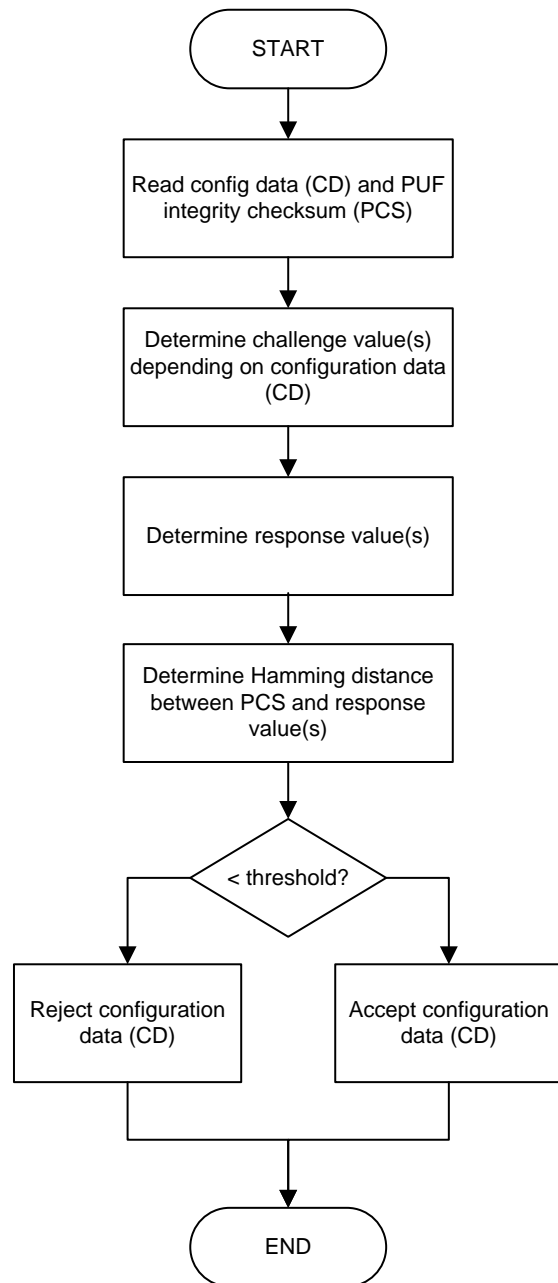 START
Read config data (CD) and PUF
integrity checksum (PCS)
Determine challenge value(s)
depending on configuration data
(CD)
Determine response value(s)
Determine Hamming distance
between PCS and response
value(s)
< threshold?
Reject configuration
data (CD)
Accept configuration
data (CD)
END